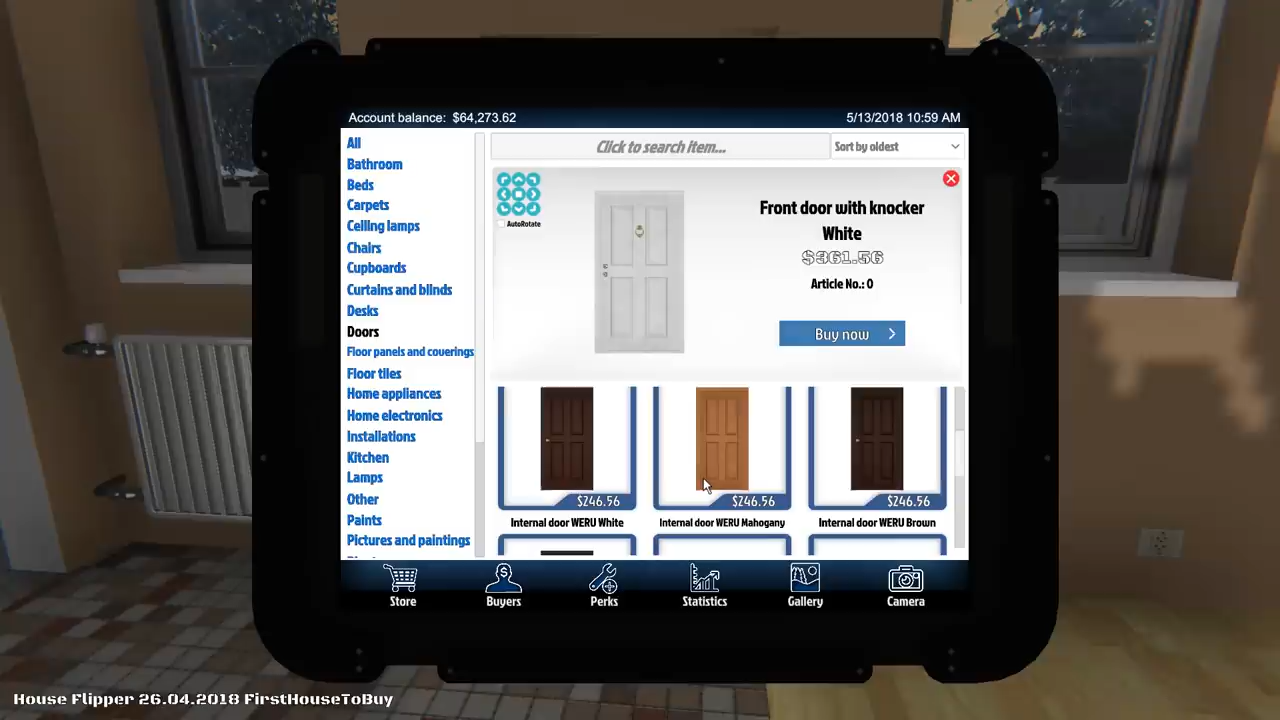 Account balance: $64,273.62
5/13/2018 10:59 AM
All
Bathroom
Beds
Carpets
Ceiling lamps
Chairs
Cupboards
Curtains and blinds
Desks
Doors
Floor panels and coverings
Floor tiles
Home appliances
Home electronics
Installations
Kitchen
Lamps
Other
Paints
Pictures and paintings
Click to search item...
Sort by oldest
AutoRotate
Front door with knocker
White
$361.56
Article No.: 0
Buy now
$246.56
$246.56
$246.56
Internal door WERU White
Internal door WERU Mahogany
Internal door WERU Brown
Store
Buyers
Perks
Statistics
Gallery
Camera
House Flipper 26.04.2018 FirstHouseToBuy